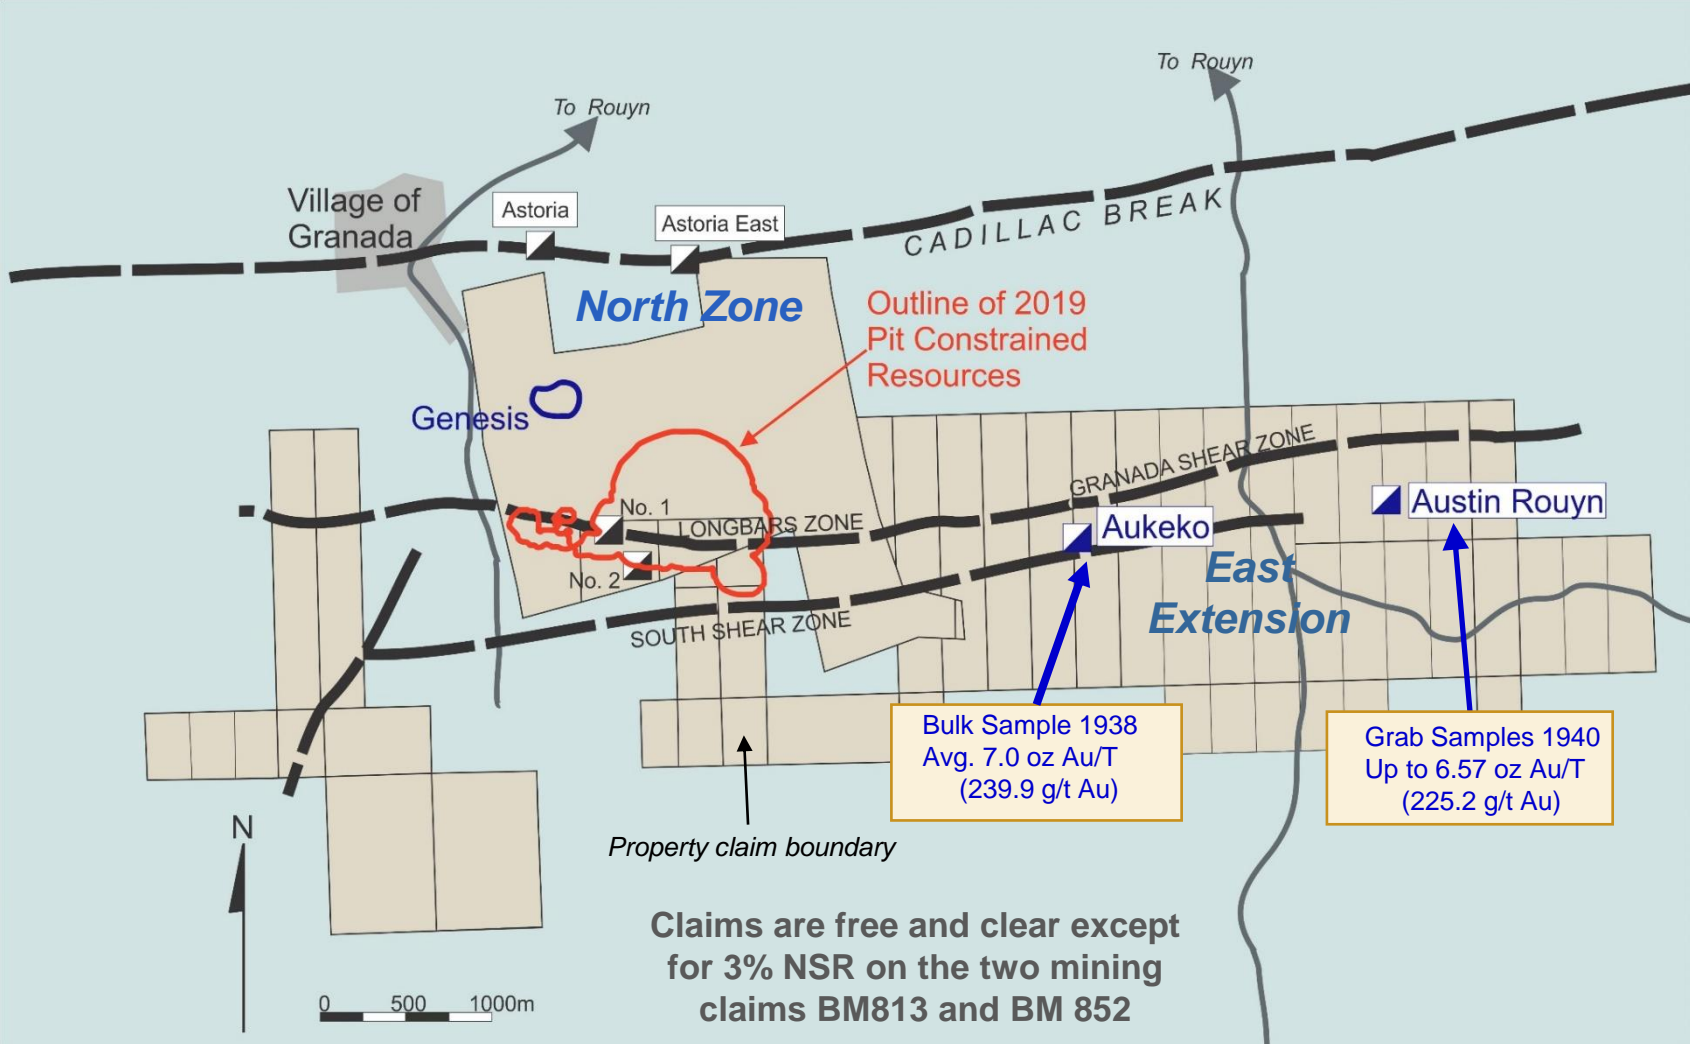 To Rouyn
To Rouyn
Village of
Granada
Astoria
Astoria East
CADILLAC BREAK
North Zone
Outline of 2019
Pit Constrained
Resources
Genesis
GRANADA SHEAR ZONE
No. 1
LONGBARS ZONE
Austin Rouyn
Aukeko
No. 2
East
Extension
SOUTH SHEAR ZONE
Bulk Sample 1938
Avg. 7.0 oz Au/T
(239.9 g/t Au)
Grab Samples 1940
Up to 6.57 oz Au/T
(225.2 g/t Au)
N
Property claim boundary
Claims are free and clear except
for 3% NSR on the two mining
claims BM813 and BM 852
0 500 1000m